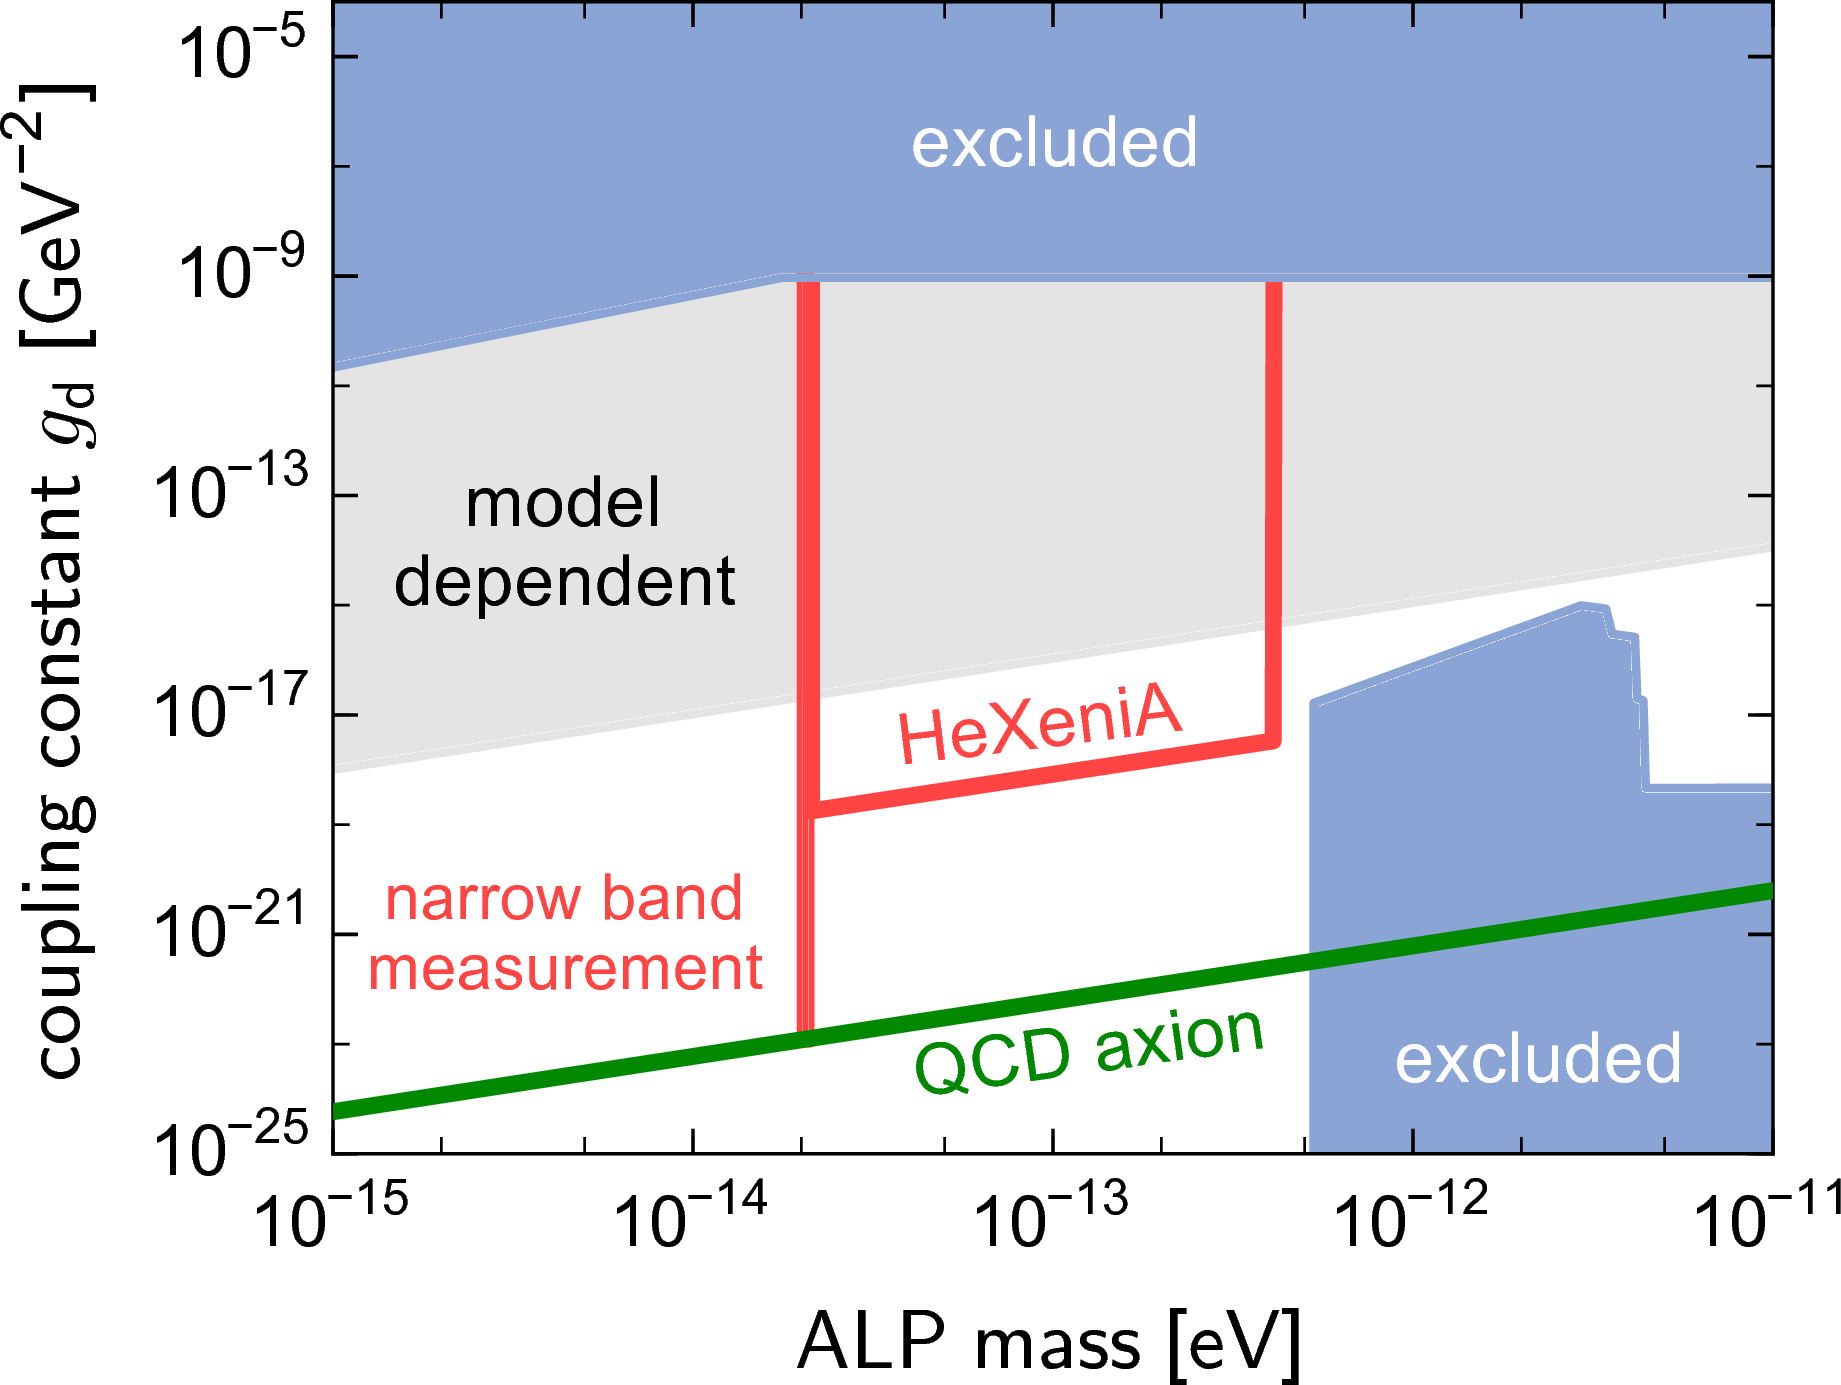 coupling constant g_d [GeV⁻²]
10⁻⁵
10⁻⁹
10⁻¹³
10⁻¹⁷
10⁻²¹
10⁻²⁵
excluded
model
dependent
HeXeniA
narrow band
measurement
QCD axion
excluded
10⁻¹⁵
10⁻¹⁴
10⁻¹³
10⁻¹²
10⁻¹¹
ALP mass [eV]